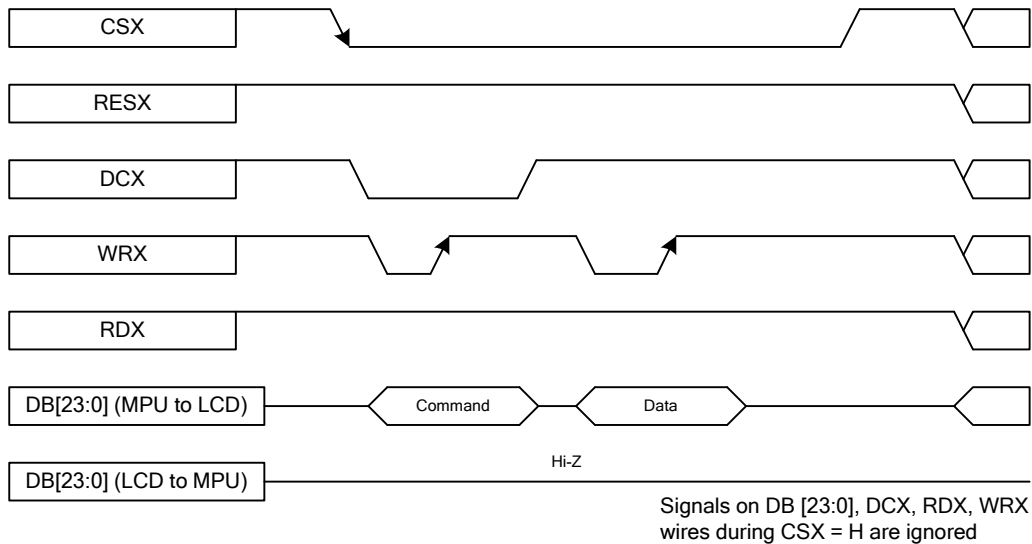 CSX
RESX
DCX
WRX
RDX
DB[23:0] (MPU to LCD)
Command
Data
DB[23:0] (LCD to MPU)
Hi-Z
Signals on DB [23:0], DCX, RDX, WRX
wires during CSX = H are ignored